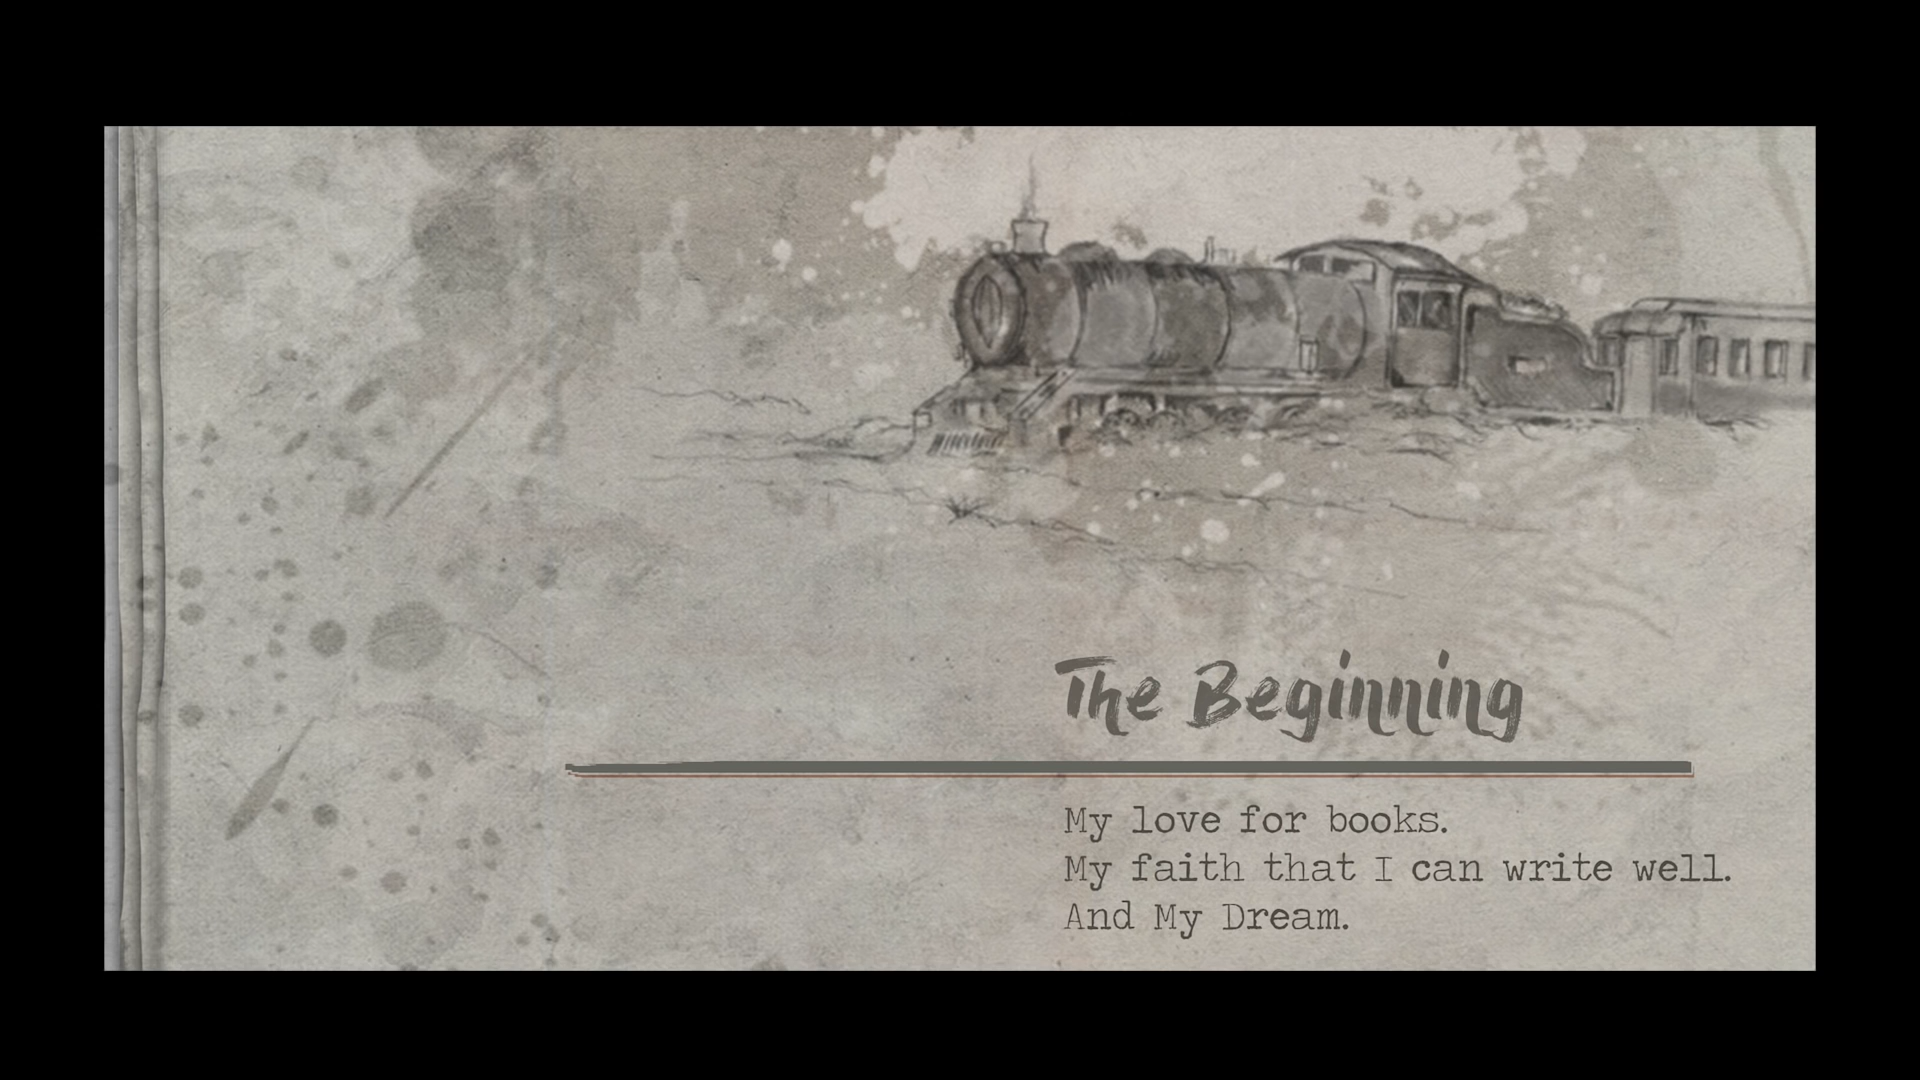 The Beginning
My love for books.
My faith that I can write well.
And My Dream.